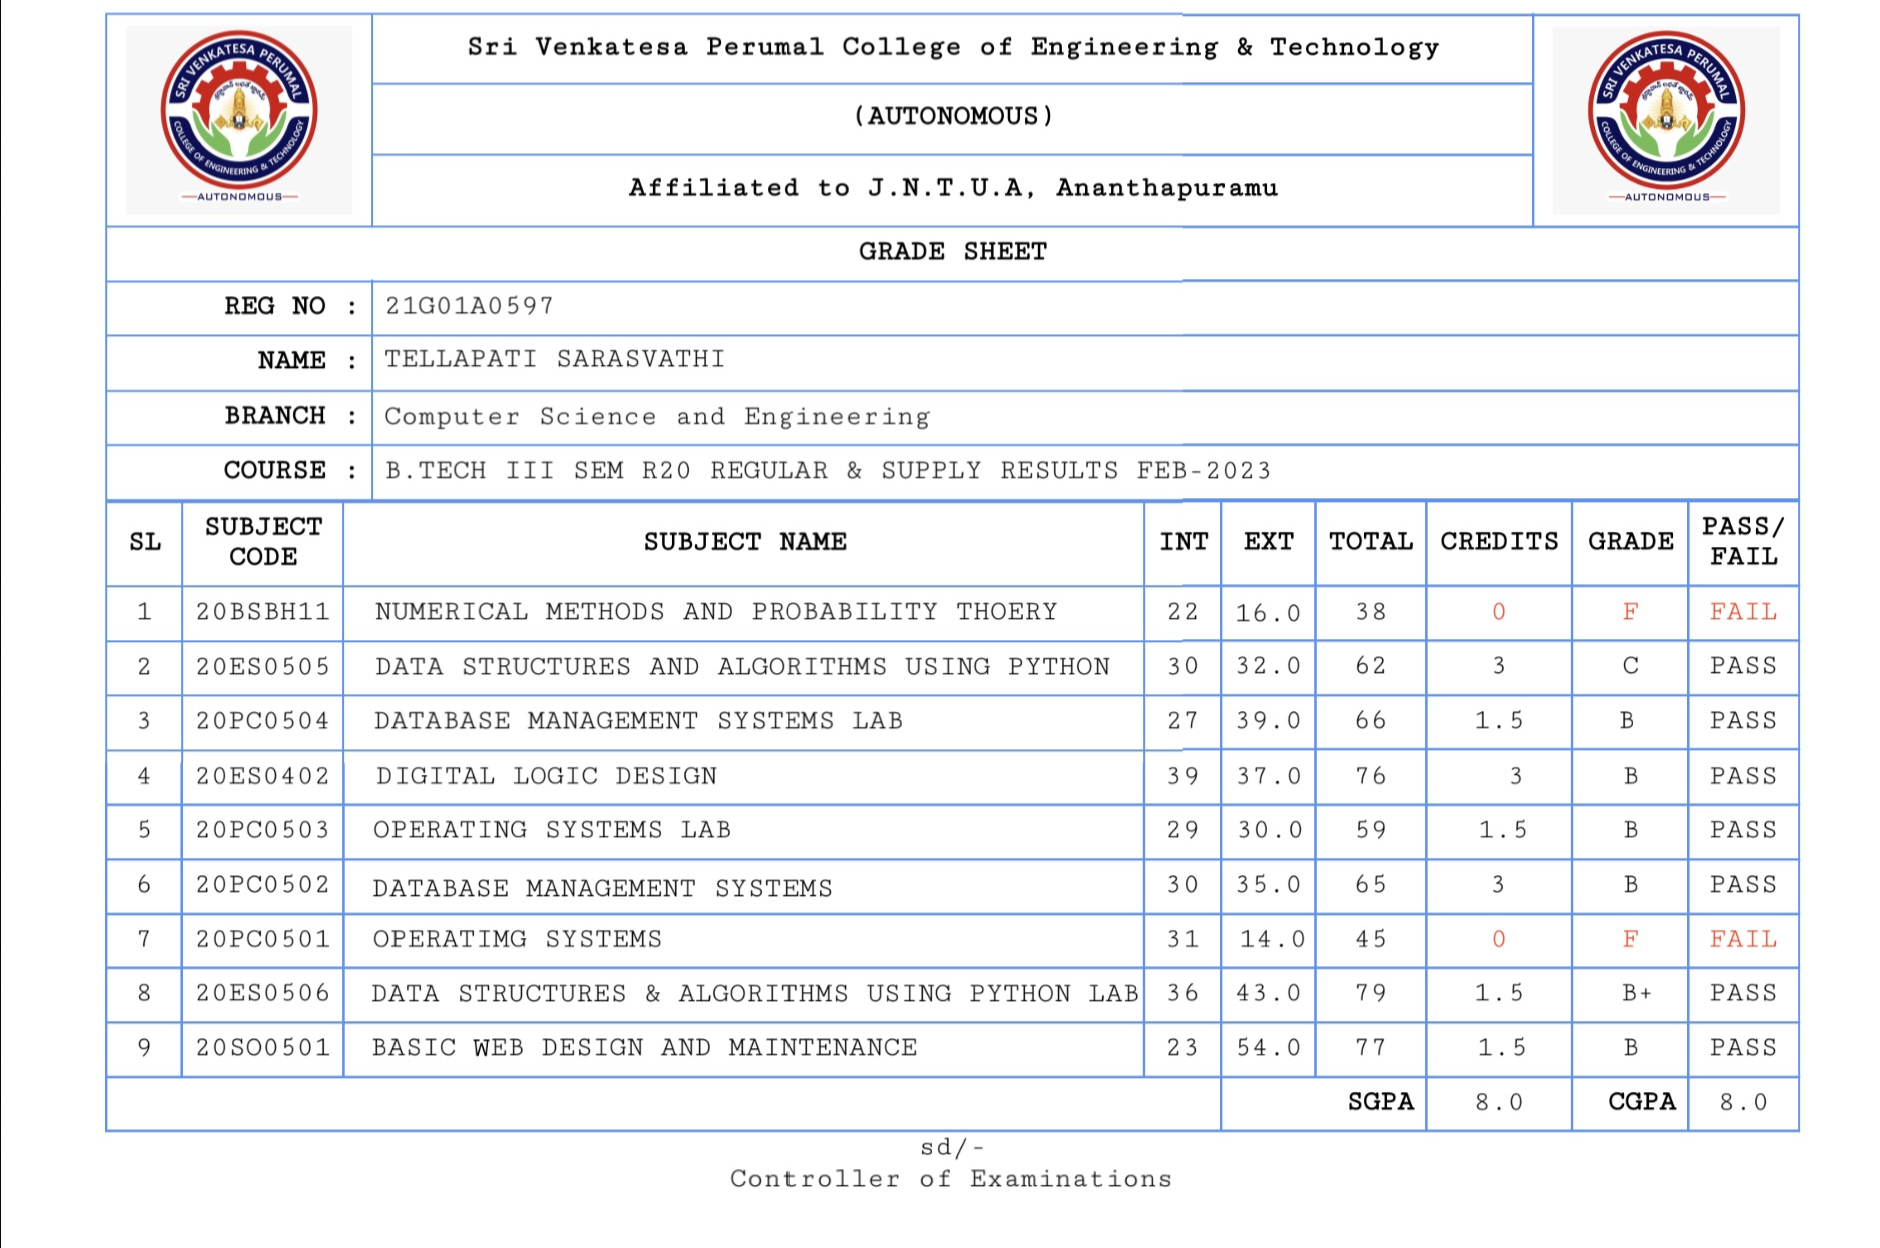 SRI VENKATESA PERUMAL
COLLEGE OF ENGINEERING & TECHNOLOGY
AUTONOMOUS
Sri Venkatesa Perumal College of Engineering & Technology
(AUTONOMOUS)
Affiliated to J.N.T.U.A, Ananthapuramu
SRI VENKATESA PERUMAL
COLLEGE OF ENGINEERING & TECHNOLOGY
AUTONOMOUS
GRADE SHEET
REG NO : 21G01A0597
NAME : TELLAPATI SARASVATHI
BRANCH : Computer Science and Engineering
COURSE : B.TECH III SEM R20 REGULAR & SUPPLY RESULTS FEB-2023
SL SUBJECT CODE SUBJECT NAME INT EXT TOTAL CREDITS GRADE PASS/ FAIL
1 20BSBH11 NUMERICAL METHODS AND PROBABILITY THOERY 22 16.0 38 0 F FAIL
2 20ES0505 DATA STRUCTURES AND ALGORITHMS USING PYTHON 30 32.0 62 3 C PASS
3 20PC0504 DATABASE MANAGEMENT SYSTEMS LAB 27 39.0 66 1.5 B PASS
4 20ES0402 DIGITAL LOGIC DESIGN 39 37.0 76 3 B PASS
5 20PC0503 OPERATING SYSTEMS LAB 29 30.0 59 1.5 B PASS
6 20PC0502 DATABASE MANAGEMENT SYSTEMS 30 35.0 65 3 B PASS
7 20PC0501 OPERATIMG SYSTEMS 31 14.0 45 0 F FAIL
8 20ES0506 DATA STRUCTURES & ALGORITHMS USING PYTHON LAB 36 43.0 79 1.5 B+ PASS
9 20SO0501 BASIC WEB DESIGN AND MAINTENANCE 23 54.0 77 1.5 B PASS
SGPA 8.0 CGPA 8.0
sd/-
Controller of Examinations